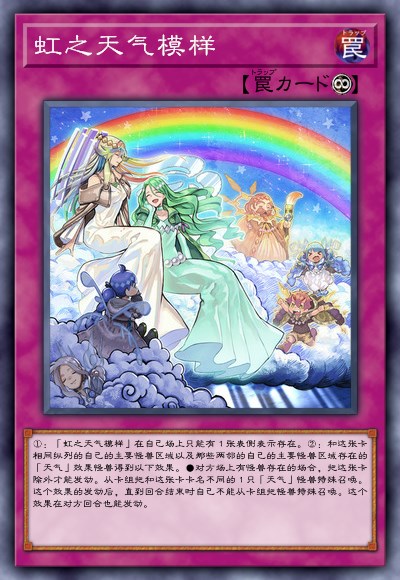 虹之天气模样
トラップ
罠
トラップ
【罠カード】
①：「虹之天气模样」在自己场上只能有1张表侧表示存在。②：和这张卡
相同纵列的自己的主要怪兽区域以及那些两邻的自己的主要怪兽区存在的
「天气」效果怪兽得到以下效果。●对方场上有怪兽存在的场合，把这张卡
除外才能发动。从卡组把和这张卡卡名不同的1只「天气」怪兽特殊召唤。
这个效果的发动后，直到回合结束时自己不能从卡组把怪兽特殊召唤。这个
效果在对方回合也能发动。